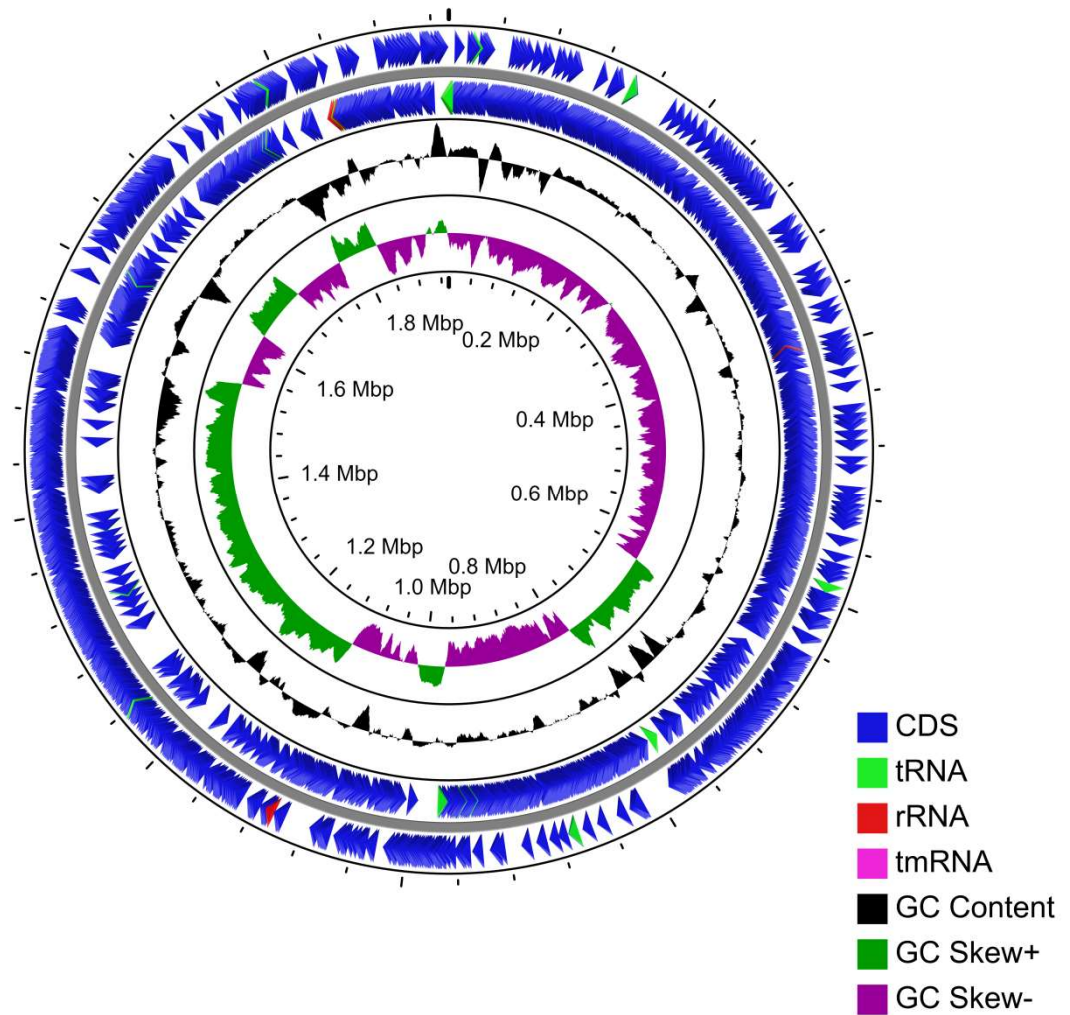 1.8 Mbp
0.2 Mbp
1.6 Mbp
0.4 Mbp
1.4 Mbp
0.6 Mbp
1.2 Mbp
0.8 Mbp
1.0 Mbp
CDS
tRNA
rRNA
tmRNA
GC Content
GC Skew+
GC Skew-